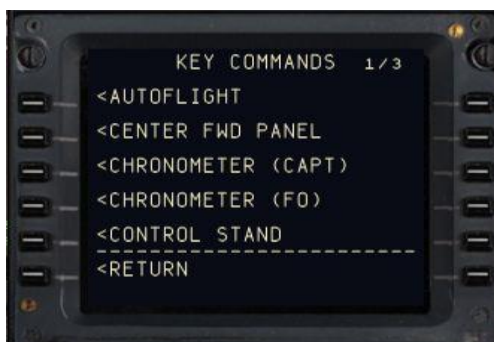 KEY COMMANDS 1/3
<AUTOFLIGHT
<CENTER FWD PANEL
<CHRONOMETER (CAPT)
<CHRONOMETER (FO)
<CONTROL STAND
<RETURN